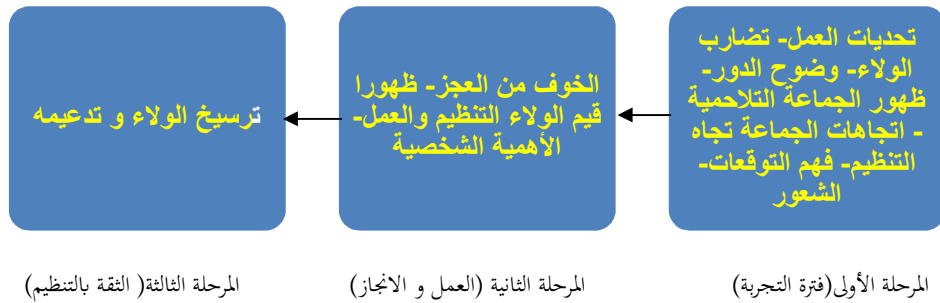 تحديات العمل- تضارب
الولاء- وضوح الدور-
ظهور الجماعة التلاحمية
- اتجاهات الجماعة تجاه
التنظيم- فهم التوقعات-
الشعور
الخوف من العجز- ظهورا
قيم الولاء التنظيم والعمل-
الأهمية الشخصية
ترسيخ الولاء و تدعيمه
المرحلة الأولى(فترة التجربة)
المرحلة الثانية (العمل و الانجاز)
المرحلة الثالثة( الثقة بالتنظيم)